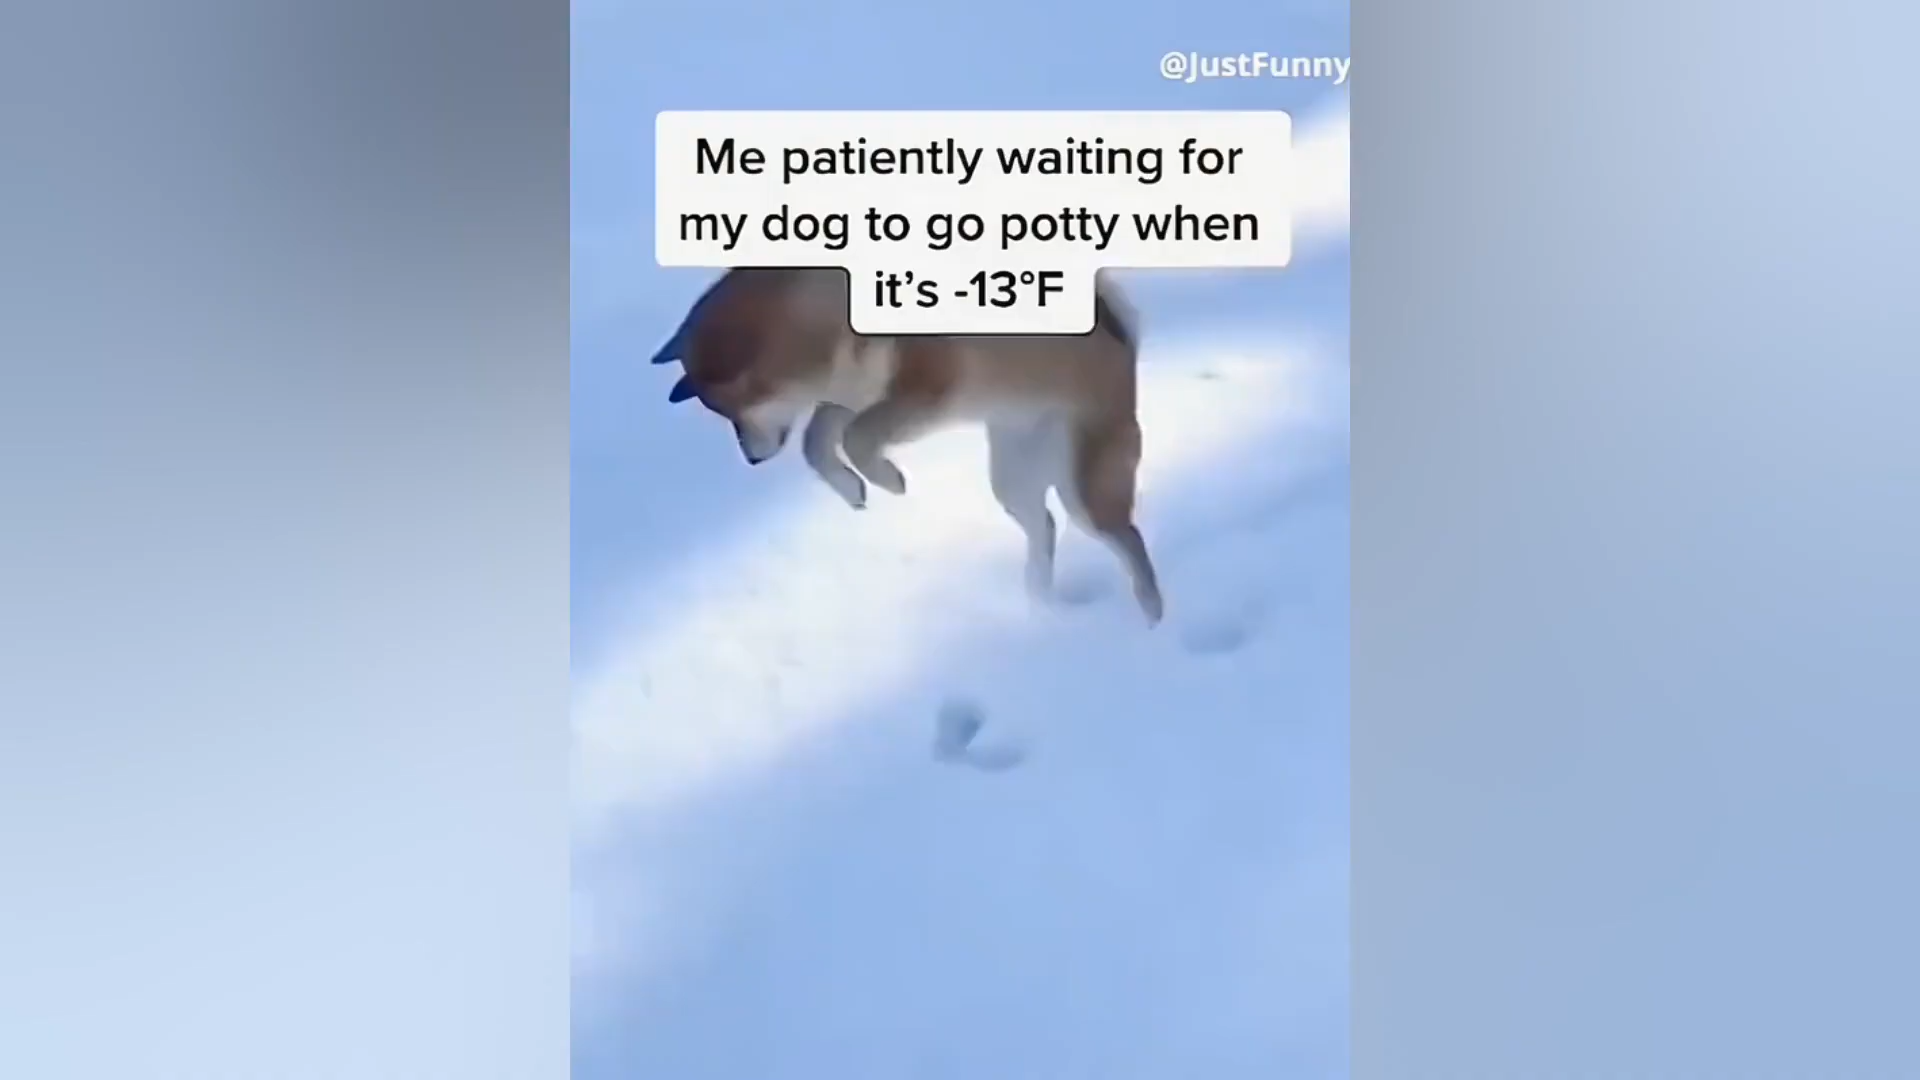 @JustFunny
Me patiently waiting for
my dog to go potty when
it’s -13°F